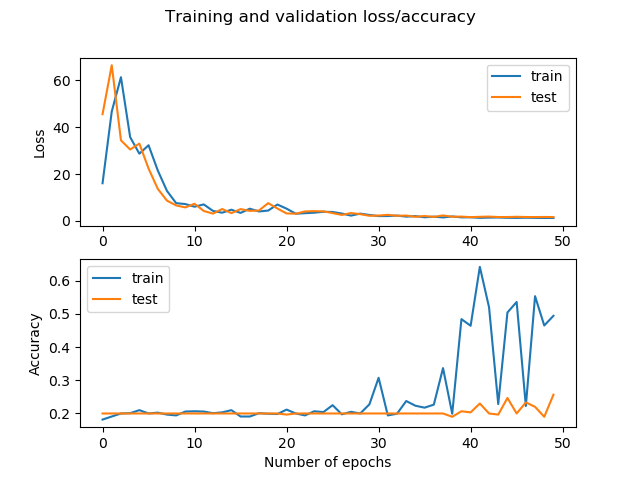 Training and validation loss/accuracy
Loss
60
40
20
0
train
test
0 10 20 30 40 50
Accuracy
0.6
0.5
0.4
0.3
0.2
train
test
0 10 20 30 40 50
Number of epochs